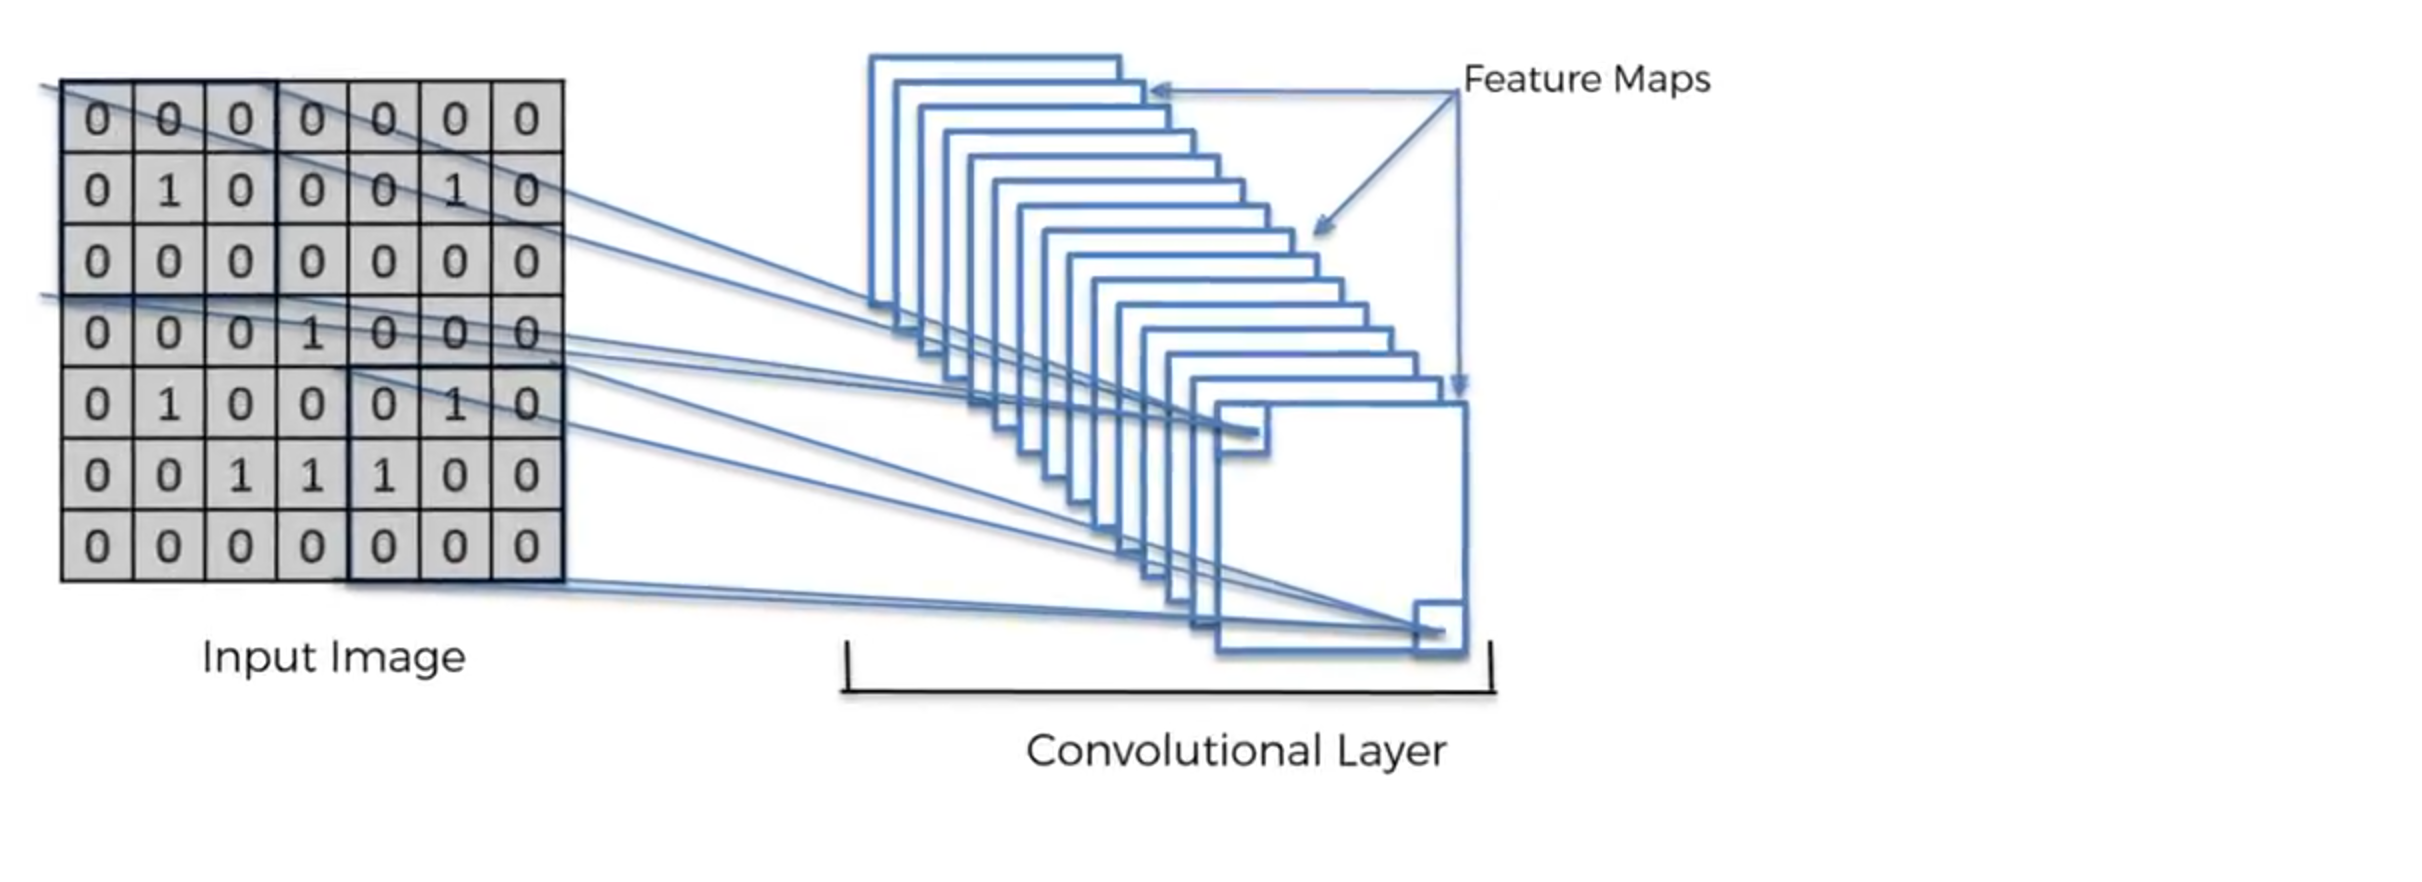 Feature Maps
0 0 0 0 0 0 0
0 1 0 0 0 1 0
0 0 0 0 0 0 0
0 0 0 1 0 0 0
0 1 0 0 0 1 0
0 0 1 1 1 0 0
0 0 0 0 0 0 0
Input Image
Convolutional Layer